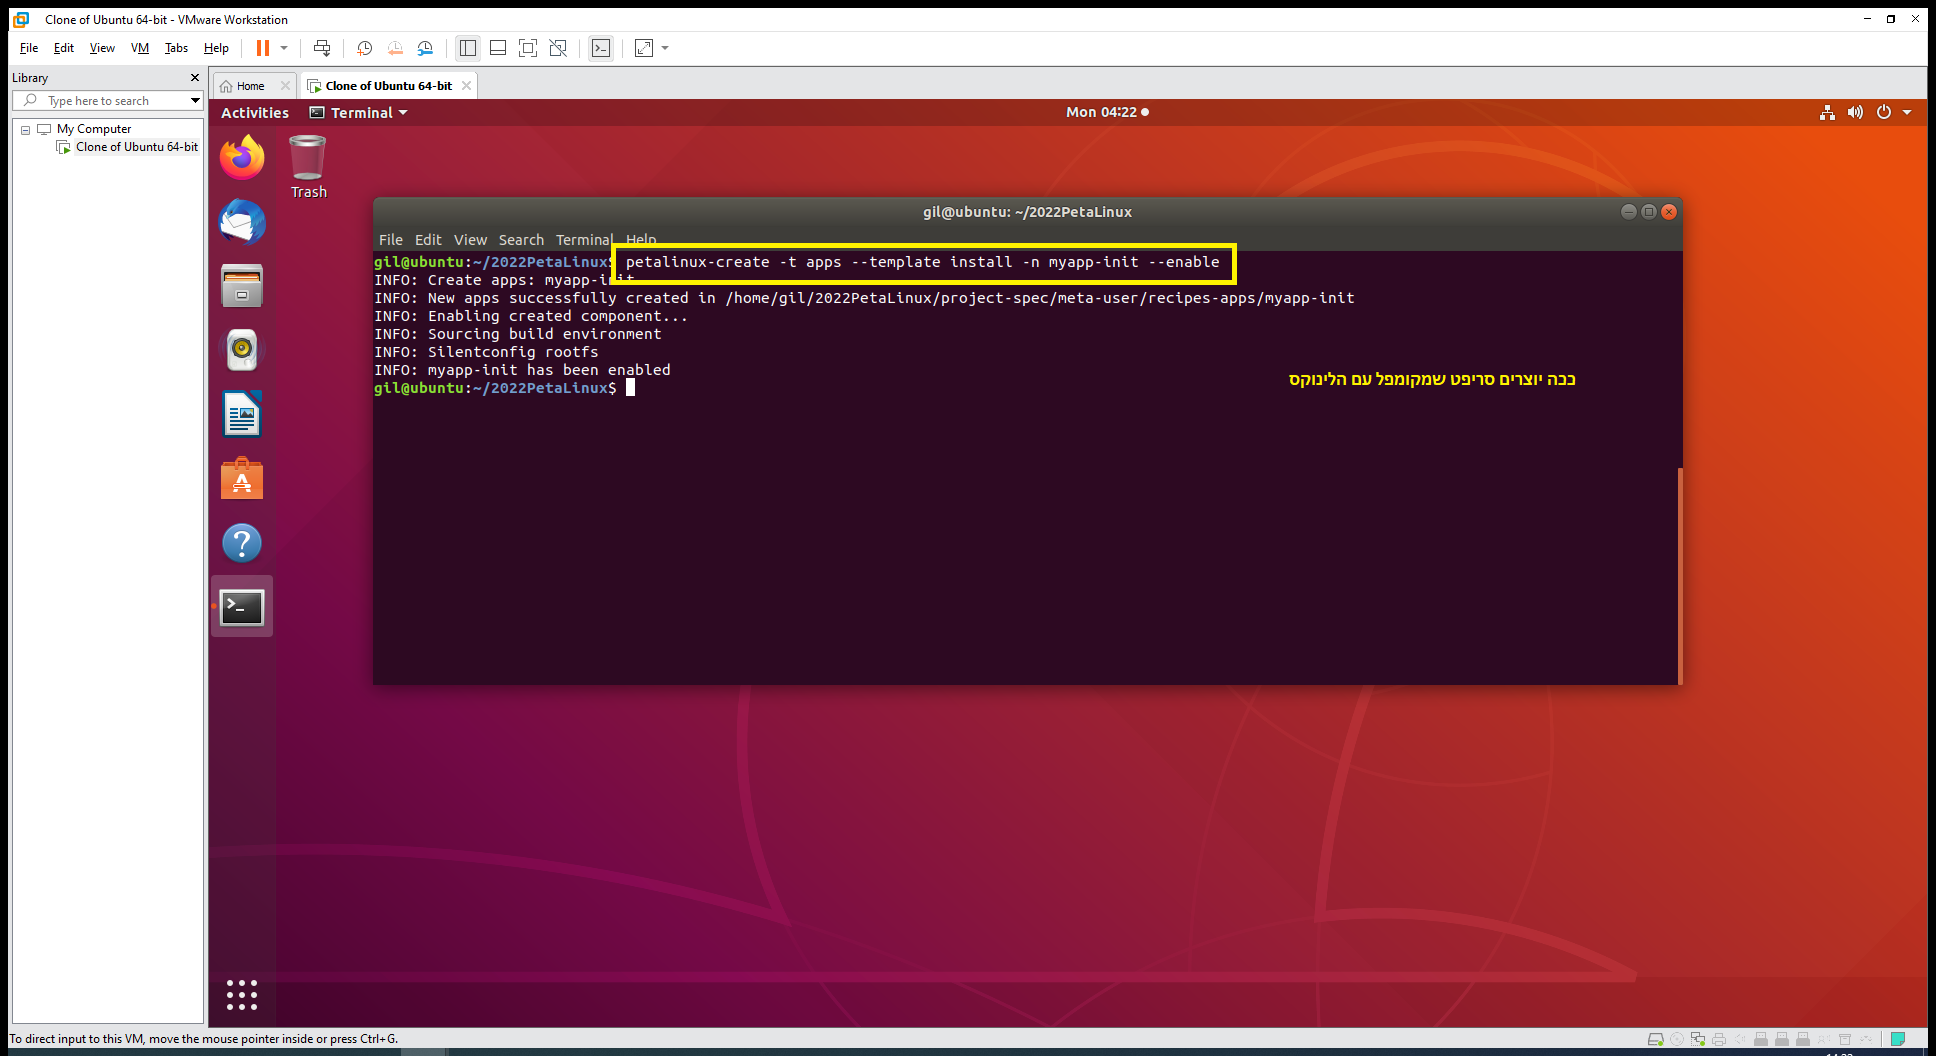 Clone of Ubuntu 64-bit - VMware Workstation
File Edit View VM Tabs Help
Library
Type here to search
My Computer
Clone of Ubuntu 64-bit
Home
Clone of Ubuntu 64-bit
Activities
Terminal
Mon 04:22
Trash
gil@ubuntu: ~/2022PetaLinux
File Edit View Search Terminal Help
gil@ubuntu:~/2022PetaLinux$ petalinux-create -t apps --template install -n myapp-init --enable
INFO: Create apps: myapp-init
INFO: New apps successfully created in /home/gil/2022PetaLinux/project-spec/meta-user/recipes-apps/myapp-init
INFO: Enabling created component...
INFO: Sourcing build environment
INFO: Silentconfig rootfs
INFO: myapp-init has been enabled
gil@ubuntu:~/2022PetaLinux$
ככה יוצרים סריפט שמקומפל עם הלינוקס
To direct input to this VM, move the mouse pointer inside or press Ctrl+G.